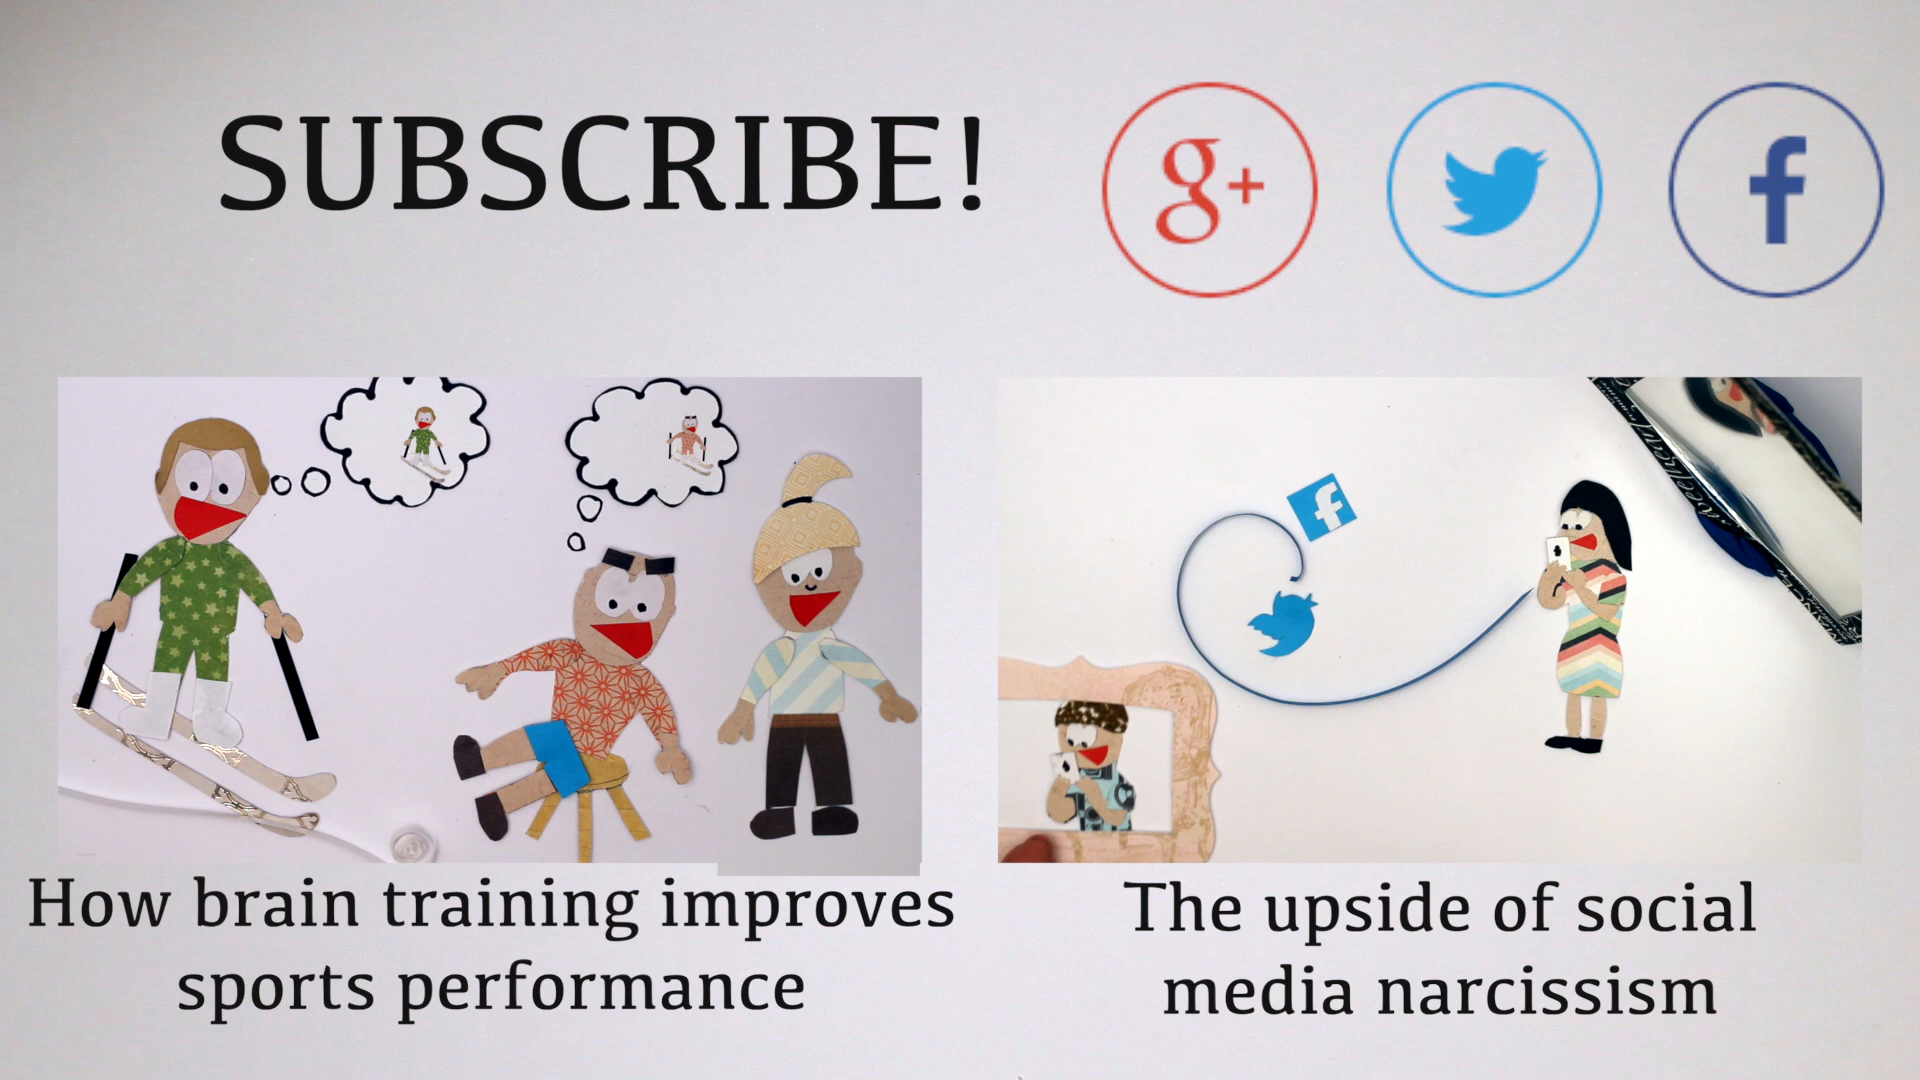 SUBSCRIBE!
g+
f
f
How brain training improves
sports performance
The upside of social
media narcissism